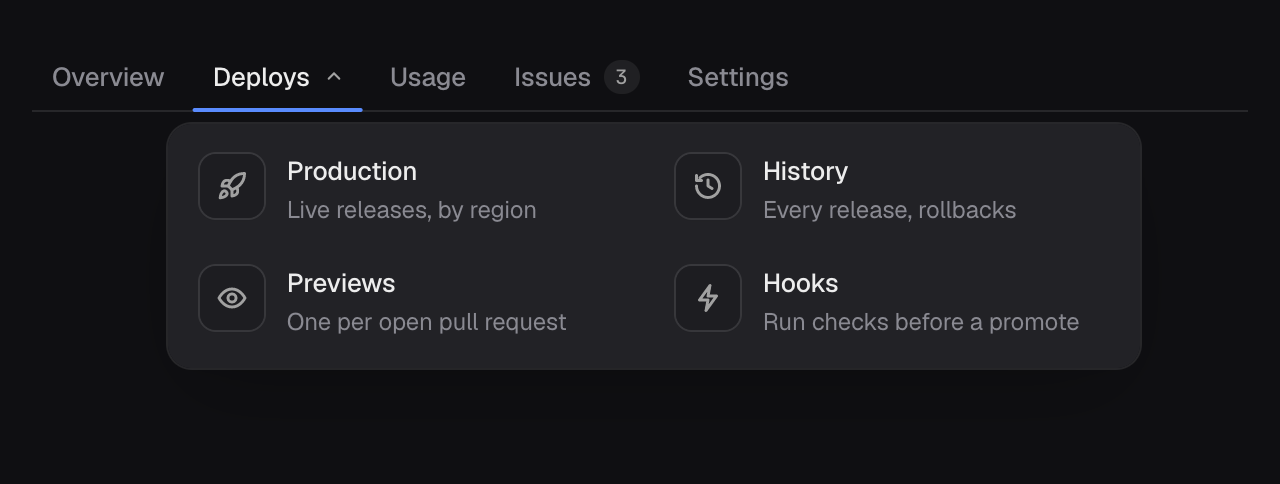 Overview Deploys Usage Issues 3 Settings
Production
Live releases, by region
History
Every release, rollbacks
Previews
One per open pull request
Hooks
Run checks before a promote